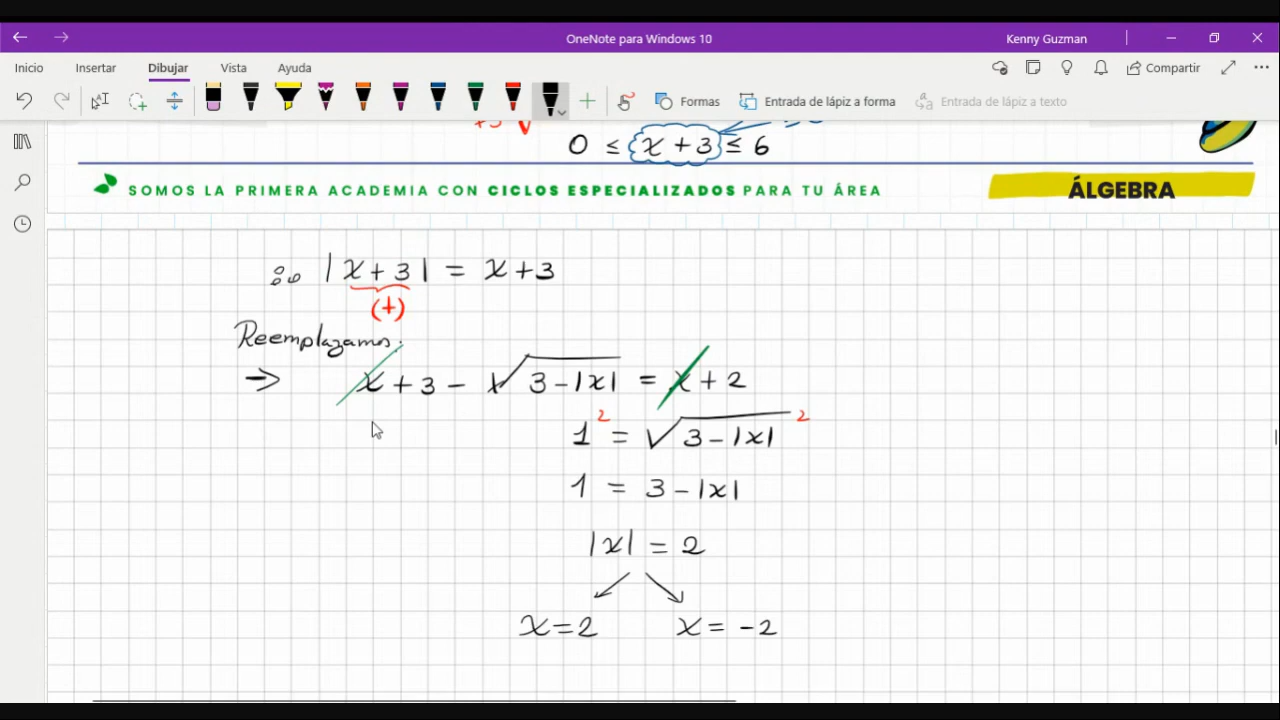 OneNote para Windows 10
Kenny Guzman
Inicio Insertar Dibujar Vista Ayuda
Compartir
Formas Entrada de lápiz a forma Entrada de lápiz a texto
+3
0 ≤ x + 3 ≤ 6
SOMOS LA PRIMERA ACADEMIA CON CICLOS ESPECIALIZADOS PARA TU ÁREA
ÁLGEBRA
∴ |x + 3| = x + 3
(+)
Reemplazamos:
⇒ x + 3 - √(3 - |x|) = x + 2
1² = √(3 - |x|)²
1 = 3 - |x|
|x| = 2
x = 2 x = -2